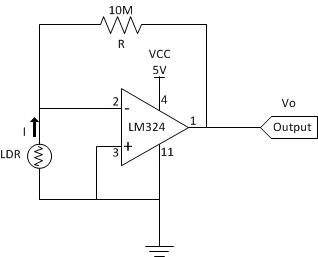 10M
R
VCC
5V
Vo
2
-
4
1
LM324
Output
I
LDR
3
+
11